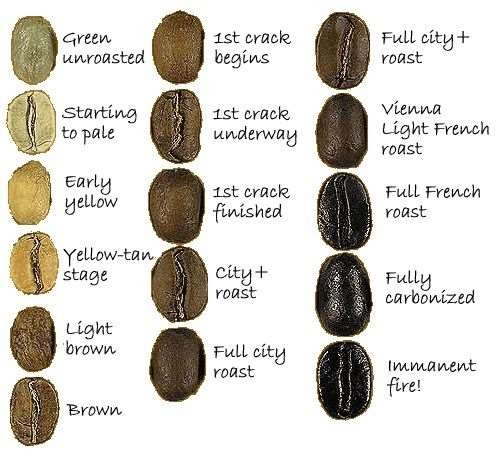 Green
unroasted
Starting
to pale
Early
yellow
Yellow-tan
stage
Light
brown
Brown
1st crack
begins
1st crack
underway
1st crack
finished
City+
roast
Full city
roast
Full city+
roast
Vienna
Light French
roast
Full French
roast
Fully
carbonized
Immanent
fire!